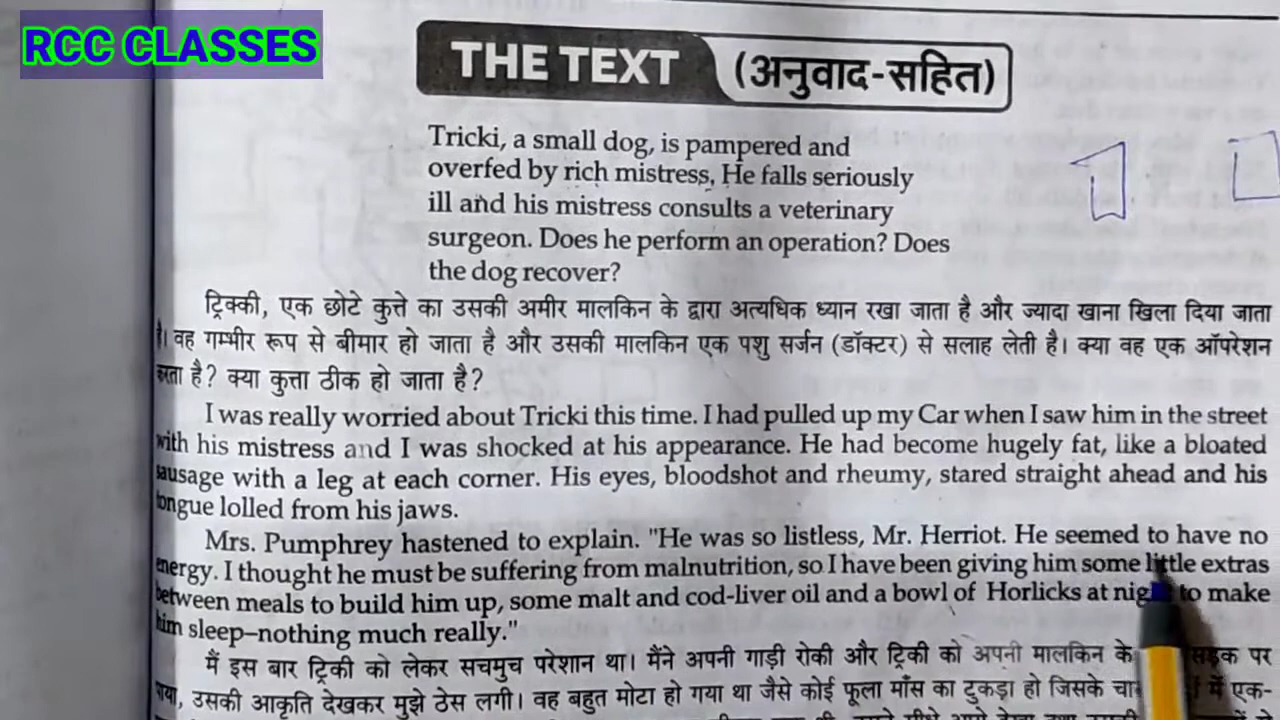 RCC CLASSES
THE TEXT (अनुवाद-सहित)
Tricki, a small dog, is pampered and
overfed by rich mistress, He falls seriously
ill and his mistress consults a veterinary
surgeon. Does he perform an operation? Does
the dog recover?
ट्रिक्की, एक छोटे कुत्ते का उसकी अमीर मालकिन के द्वारा अत्यधिक ध्यान रखा जाता है और ज्यादा खाना खिला दिया जाता
है। वह गम्भीर रूप से बीमार हो जाता है और उसकी मालकिन एक पशु सर्जन (डॉक्टर) से सलाह लेती है। क्या वह एक ऑपरेशन
करता है? क्या कुत्ता ठीक हो जाता है?
I was really worried about Tricki this time. I had pulled up my Car when I saw him in the street
with his mistress and I was shocked at his appearance. He had become hugely fat, like a bloated
sausage with a leg at each corner. His eyes, bloodshot and rheumy, stared straight ahead and his
tongue lolled from his jaws.
Mrs. Pumphrey hastened to explain. "He was so listless, Mr. Herriot. He seemed to have no
energy. I thought he must be suffering from malnutrition, so I have been giving him some little extras
between meals to build him up, some malt and cod-liver oil and a bowl of Horlicks at night to make
him sleep–nothing much really."
मैं इस बार ट्रिकी को लेकर सचमुच परेशान था। मैंने अपनी गाड़ी रोकी और ट्रिकी को अपनी मालकिन के सड़क पर
पाया, उसकी आकृति देखकर मुझे ठेस लगी। वह बहुत मोटा हो गया था जैसे कोई फूला माँस का टुकड़ा हो जिसके में एक-